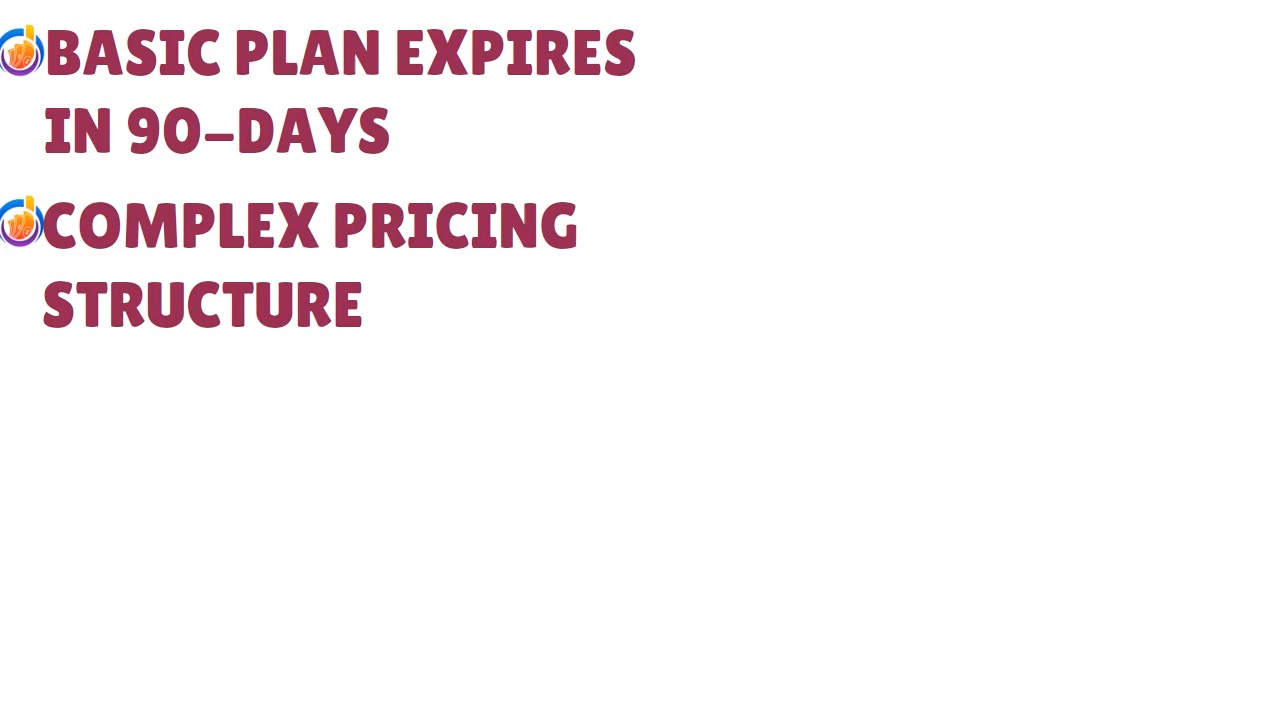 BASIC PLAN EXPIRES
IN 90-DAYS
COMPLEX PRICING
STRUCTURE